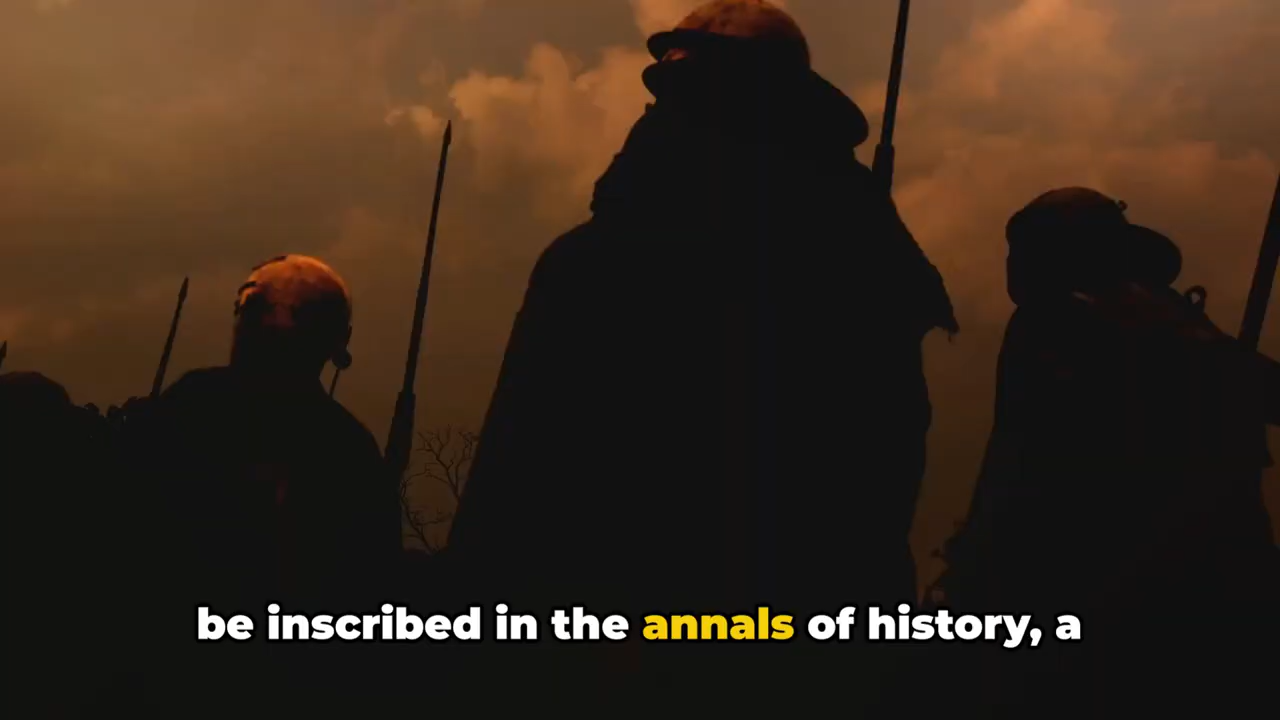 be inscribed in the annals of history, a